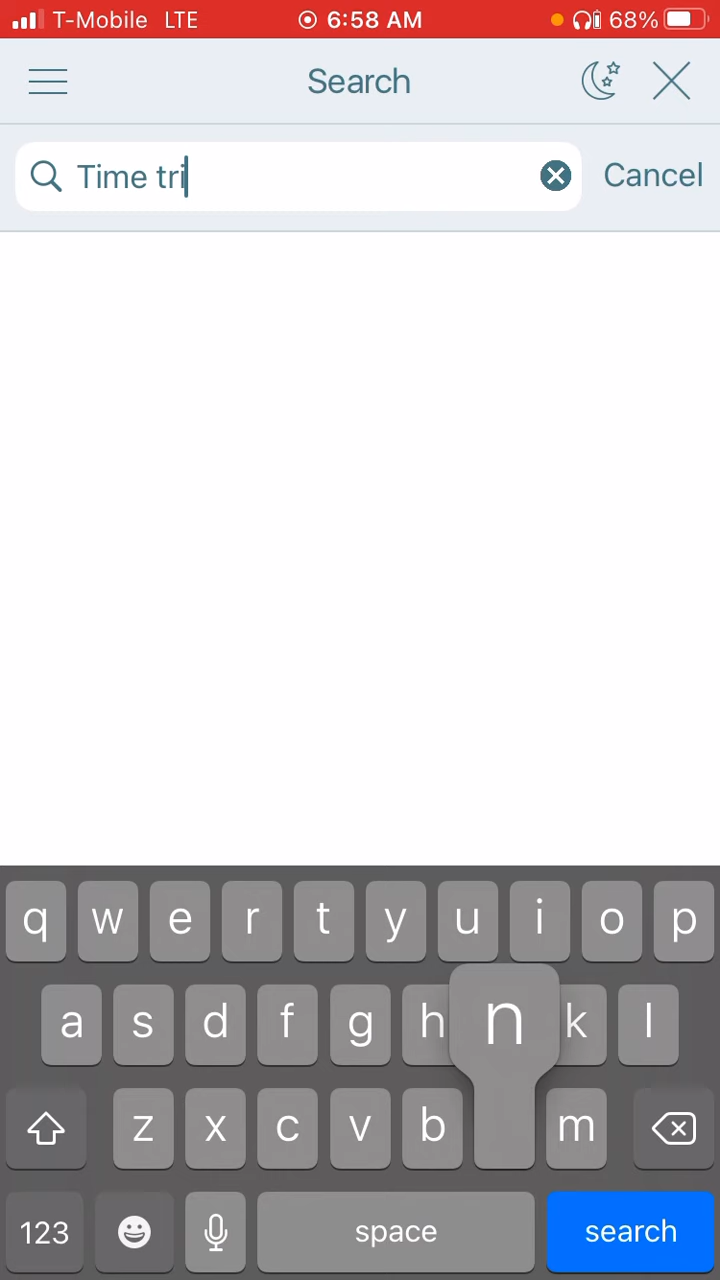 T-Mobile LTE 6:58 AM 68%
Search
Time tri Cancel
q w e r t y u i o p
a s d f g h n k l
z x c v b m
123 space search